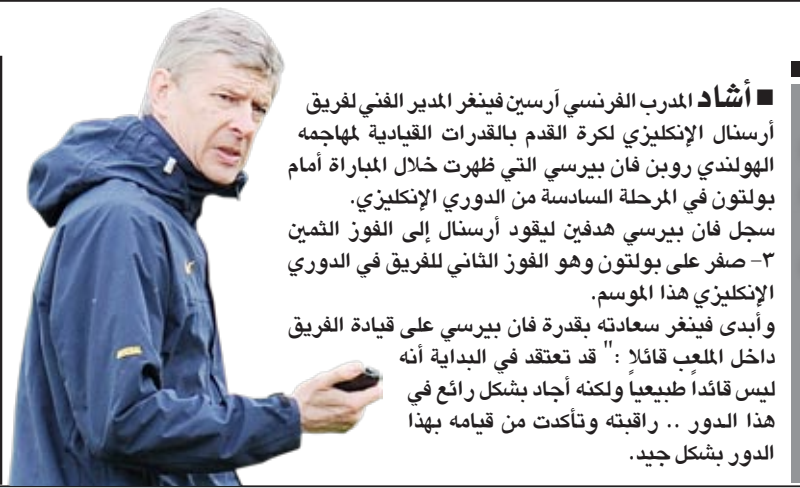 ■ أشاد المدرب الفرنسي آرسين فينغر المدير الفني لفريق
أرسنال الإنكليزي لكرة القدم بالقدرات القيادية لمهاجمه
الهولندي روبن فان بيرسي التي ظهرت خلال المباراة أمام
بولتون في المرحلة السادسة من الدوري الإنكليزي.
سجل فان بيرسي هدفين ليقود أرسنال إلى الفوز الثمين
٣- صفر على بولتون وهو الفوز الثاني للفريق في الدوري
الإنكليزي هذا الموسم.
وأبدى فينغر سعادته بقدرة فان بيرسي على قيادة الفريق
داخل الملعب قائلا :" قد تعتقد في البداية أنه
ليس قائداً طبيعياً ولكنه أجاد بشكل رائع في
هذا الدور .. راقبته وتأكدت من قيامه بهذا
الدور بشكل جيد.
ARSENAL